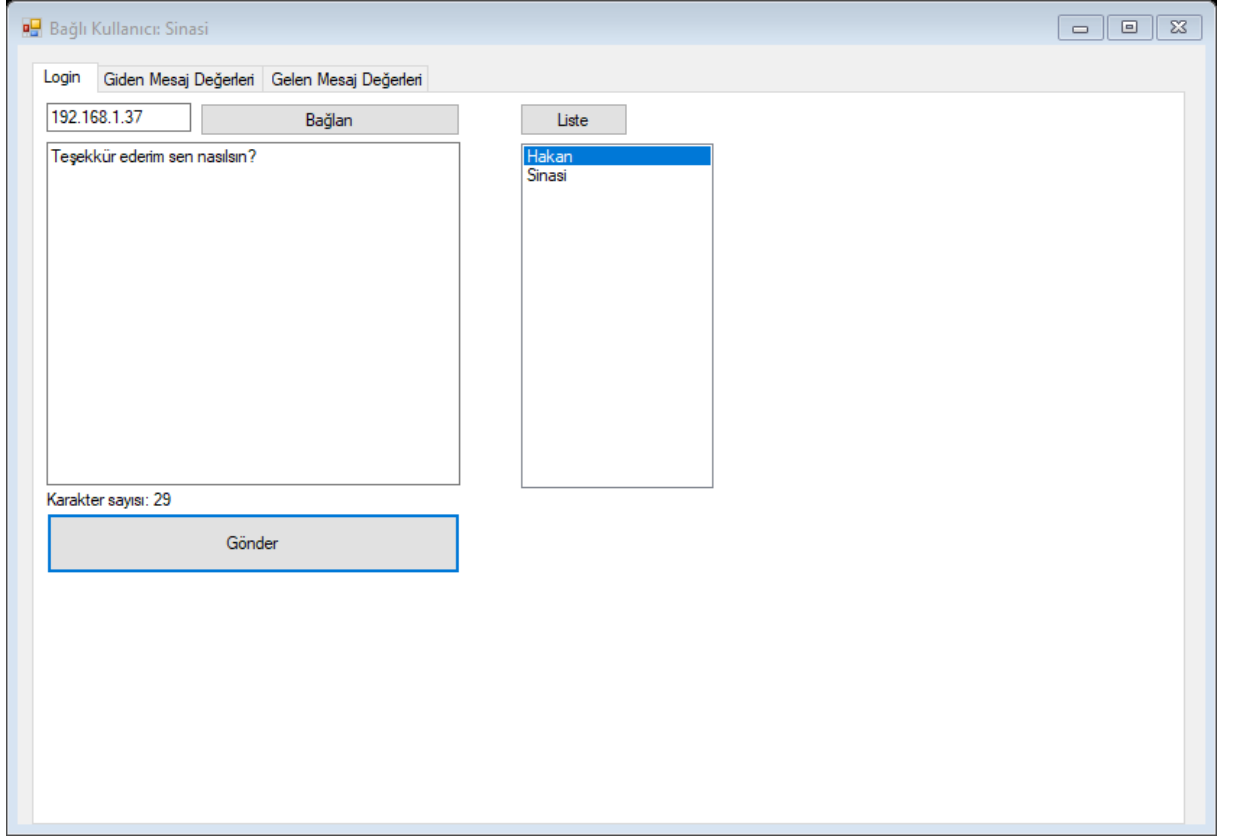 Bağlı Kullanıcı: Sinasi
Login Giden Mesaj Değerleri Gelen Mesaj Değerleri
192.168.1.37 Bağlan Liste
Teşekkür ederim sen nasılsın?
Hakan
Sinasi
Karakter sayısı: 29
Gönder